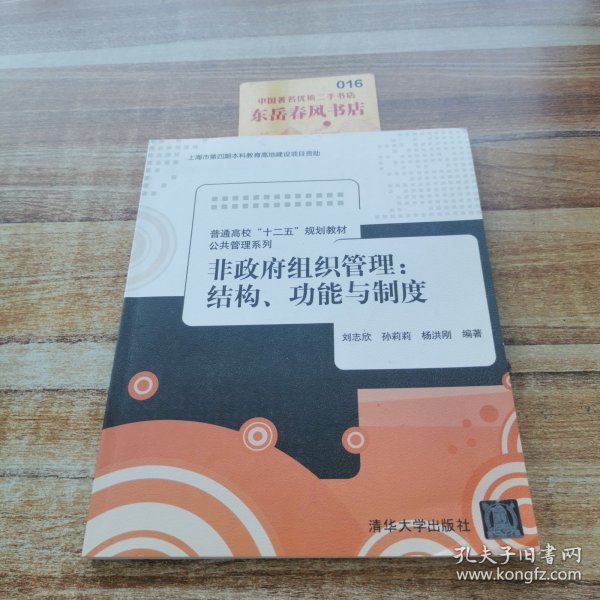 016
中国著名优质二手书店
东岳春风书店
上海市第四期本科教育高地建设项目资助
普通高校“十二五”规划教材
公共管理系列
非政府组织管理：
结构、功能与制度
刘志欣 孙莉莉 杨洪刚 编著
清华大学出版社
孔夫子旧书网
www.kongfz.com